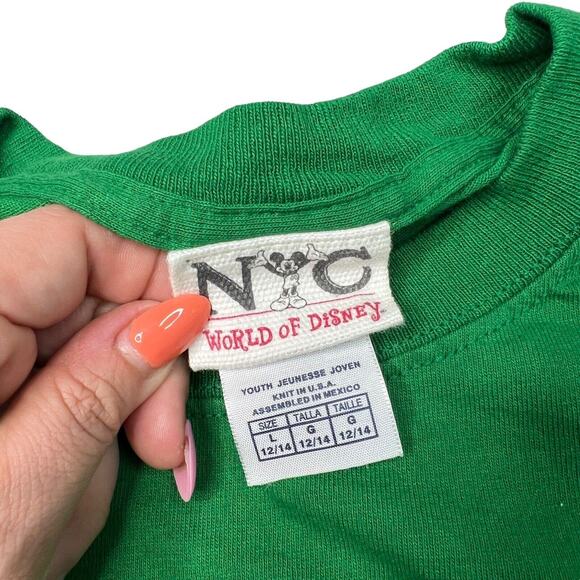 NYC
WORLD OF DISNEY
YOUTH JEUNESSE JOVEN
KNIT IN U.S.A.
ASSEMBLED IN MEXICO
SIZE TALLA TAILLE
L G G
12/14 12/14 12/14